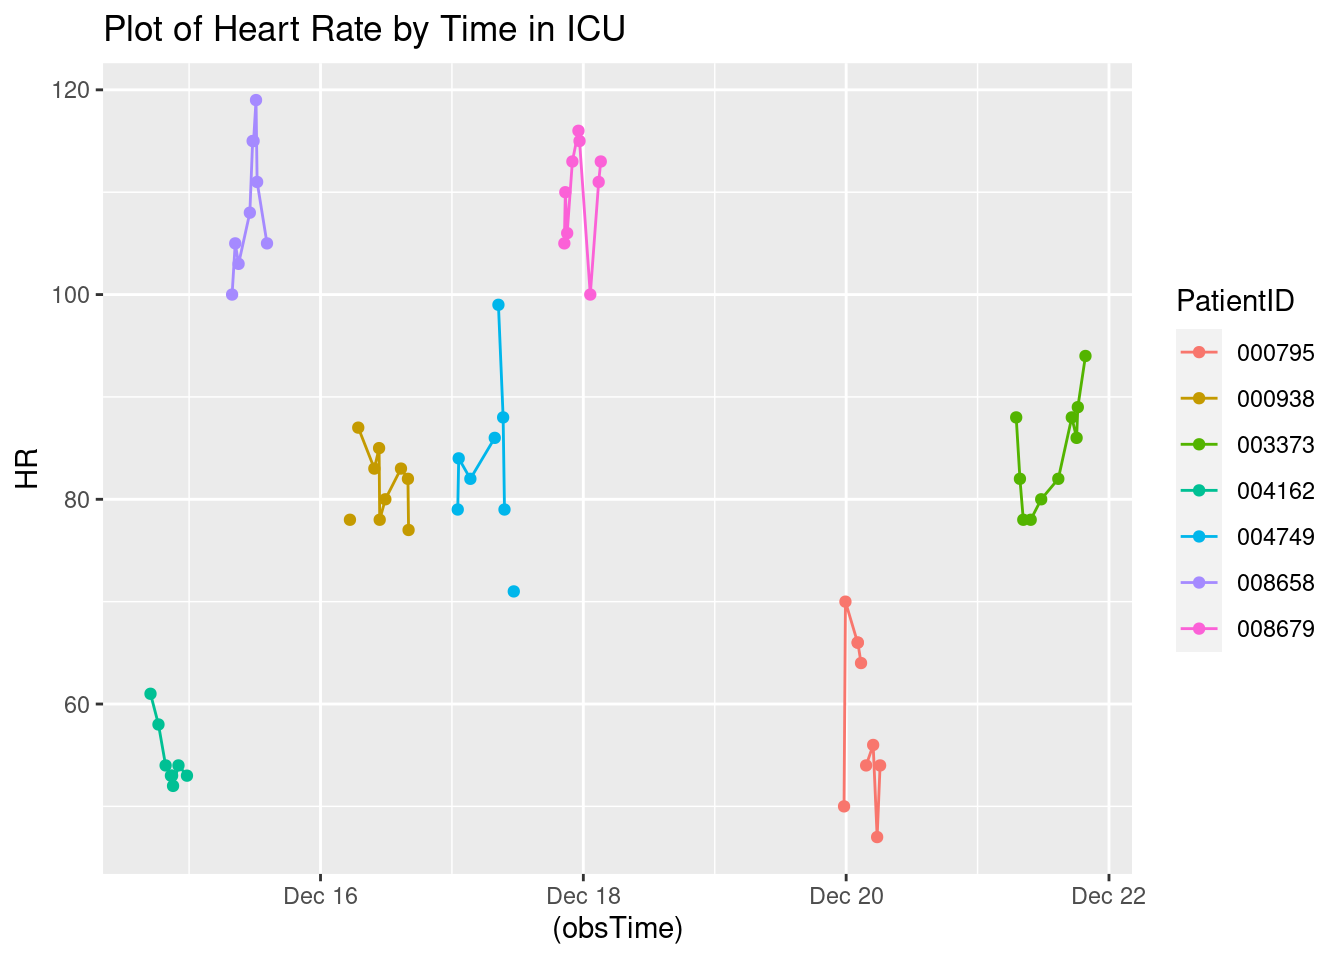 Plot of Heart Rate by Time in ICU
120
100
80
60
HR
Dec 16
Dec 18
Dec 20
Dec 22
(obsTime)
PatientID
000795
000938
003373
004162
004749
008658
008679